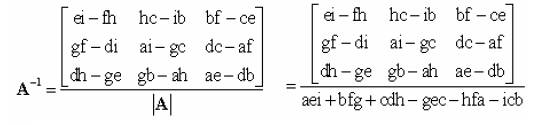 ei – fh hc – ib bf – ce ei – fh hc – ib bf – ce
gf – di ai – gc dc – af gf – di ai – gc dc – af
dh – ge gb – ah ae – db dh – ge gb – ah ae – db
A⁻¹ = |A| = aei + bfg + cdh – gec – hfa – icb